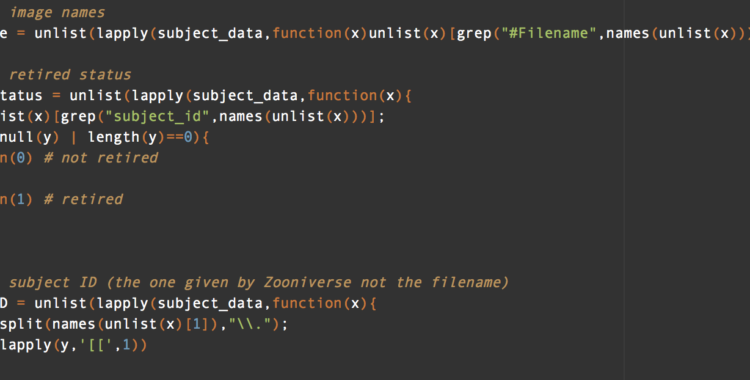 image names
e = unlist(lapply(subject_data,function(x)unlist(x)[grep("#Filename",names(unlist(x)))
retired status
tatus = unlist(lapply(subject_data,function(x){
ist(x)[grep("subject_id",names(unlist(x)))];
null(y) | length(y)==0){
n(0) # not retired
n(1) # retired
subject ID (the one given by Zooniverse not the filename)
D = unlist(lapply(subject_data,function(x){
split(names(unlist(x)[1]),"\\.");
lapply(y,'[[',1))